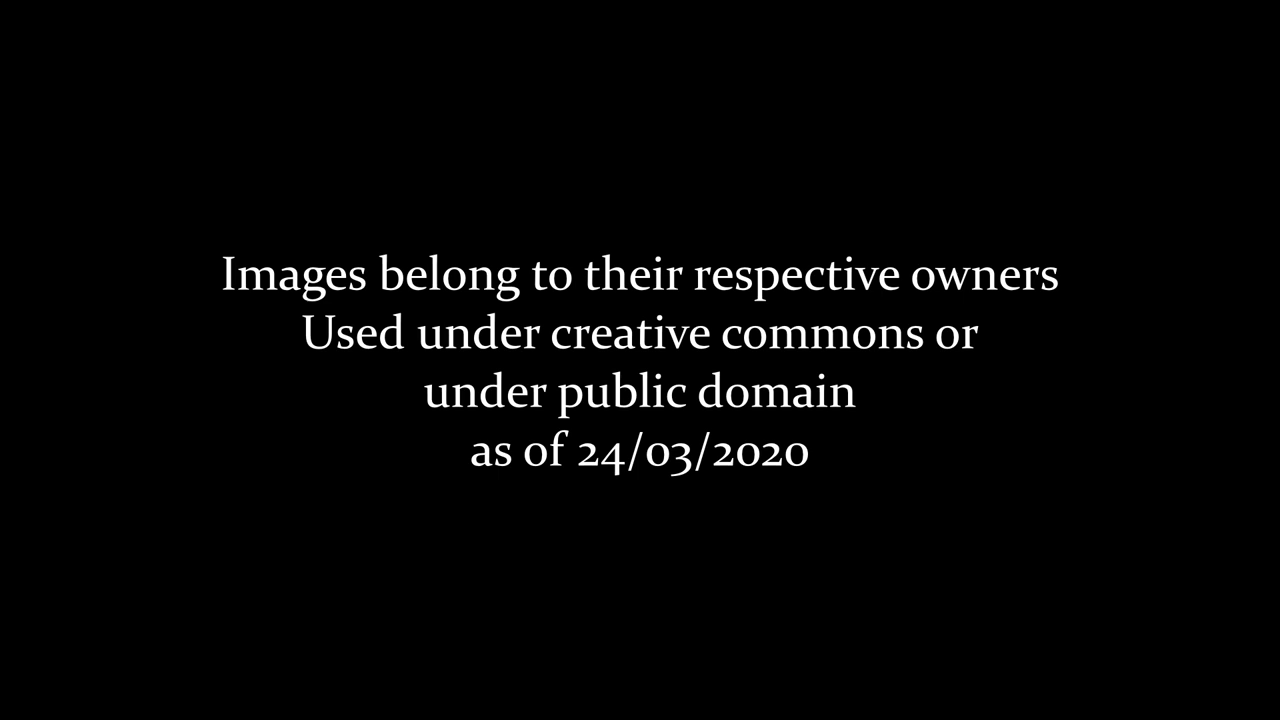 Images belong to their respective owners
Used under creative commons or
under public domain
as of 24/03/2020